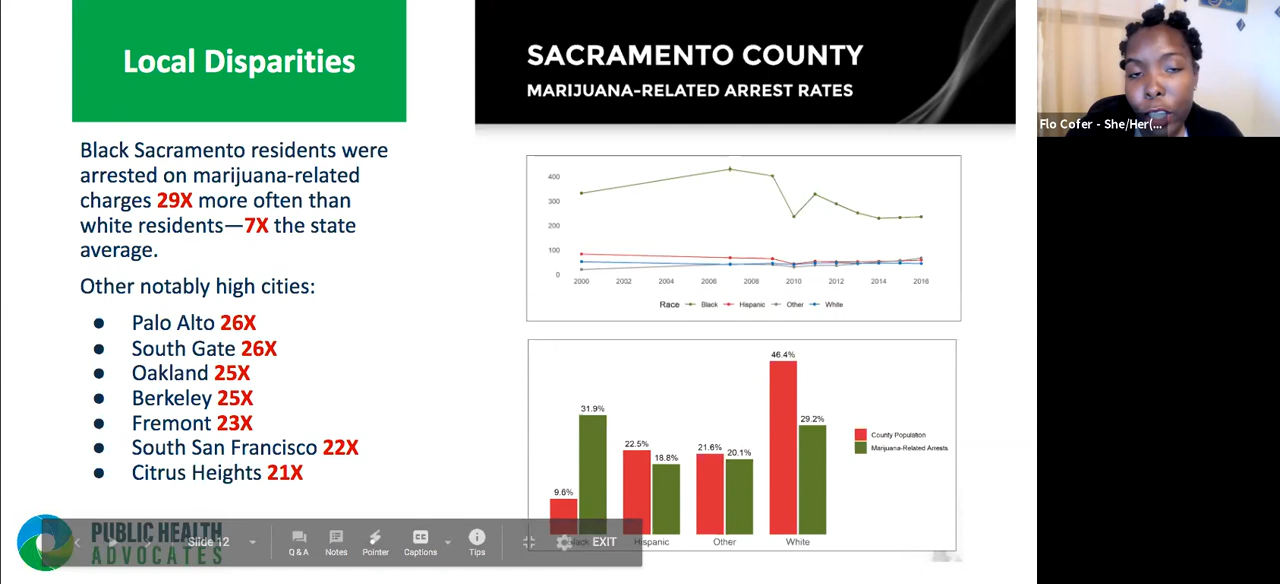 Local Disparities
Black Sacramento residents were
arrested on marijuana-related
charges 29X more often than
white residents—7X the state
average.
Other notably high cities:
● Palo Alto 26X
● South Gate 26X
● Oakland 25X
● Berkeley 25X
● Fremont 23X
● South San Francisco 22X
● Citrus Heights 21X
PUBLIC HEALTH
ADVOCATES
Slide 12
Q & A
Notes
Pointer
Captions
Tips
EXIT
SACRAMENTO COUNTY
MARIJUANA-RELATED ARREST RATES
400
300
200
100
0
2000 2002 2004 2006 2008 2010 2012 2014 2016
Race Black Hispanic Other White
46.4%
31.9%
29.2%
22.5%
21.6%
20.1%
18.8%
9.6%
County Population
Marijuana-Related Arrests
Black Hispanic Other White
Flo Cofer - She/Her(...